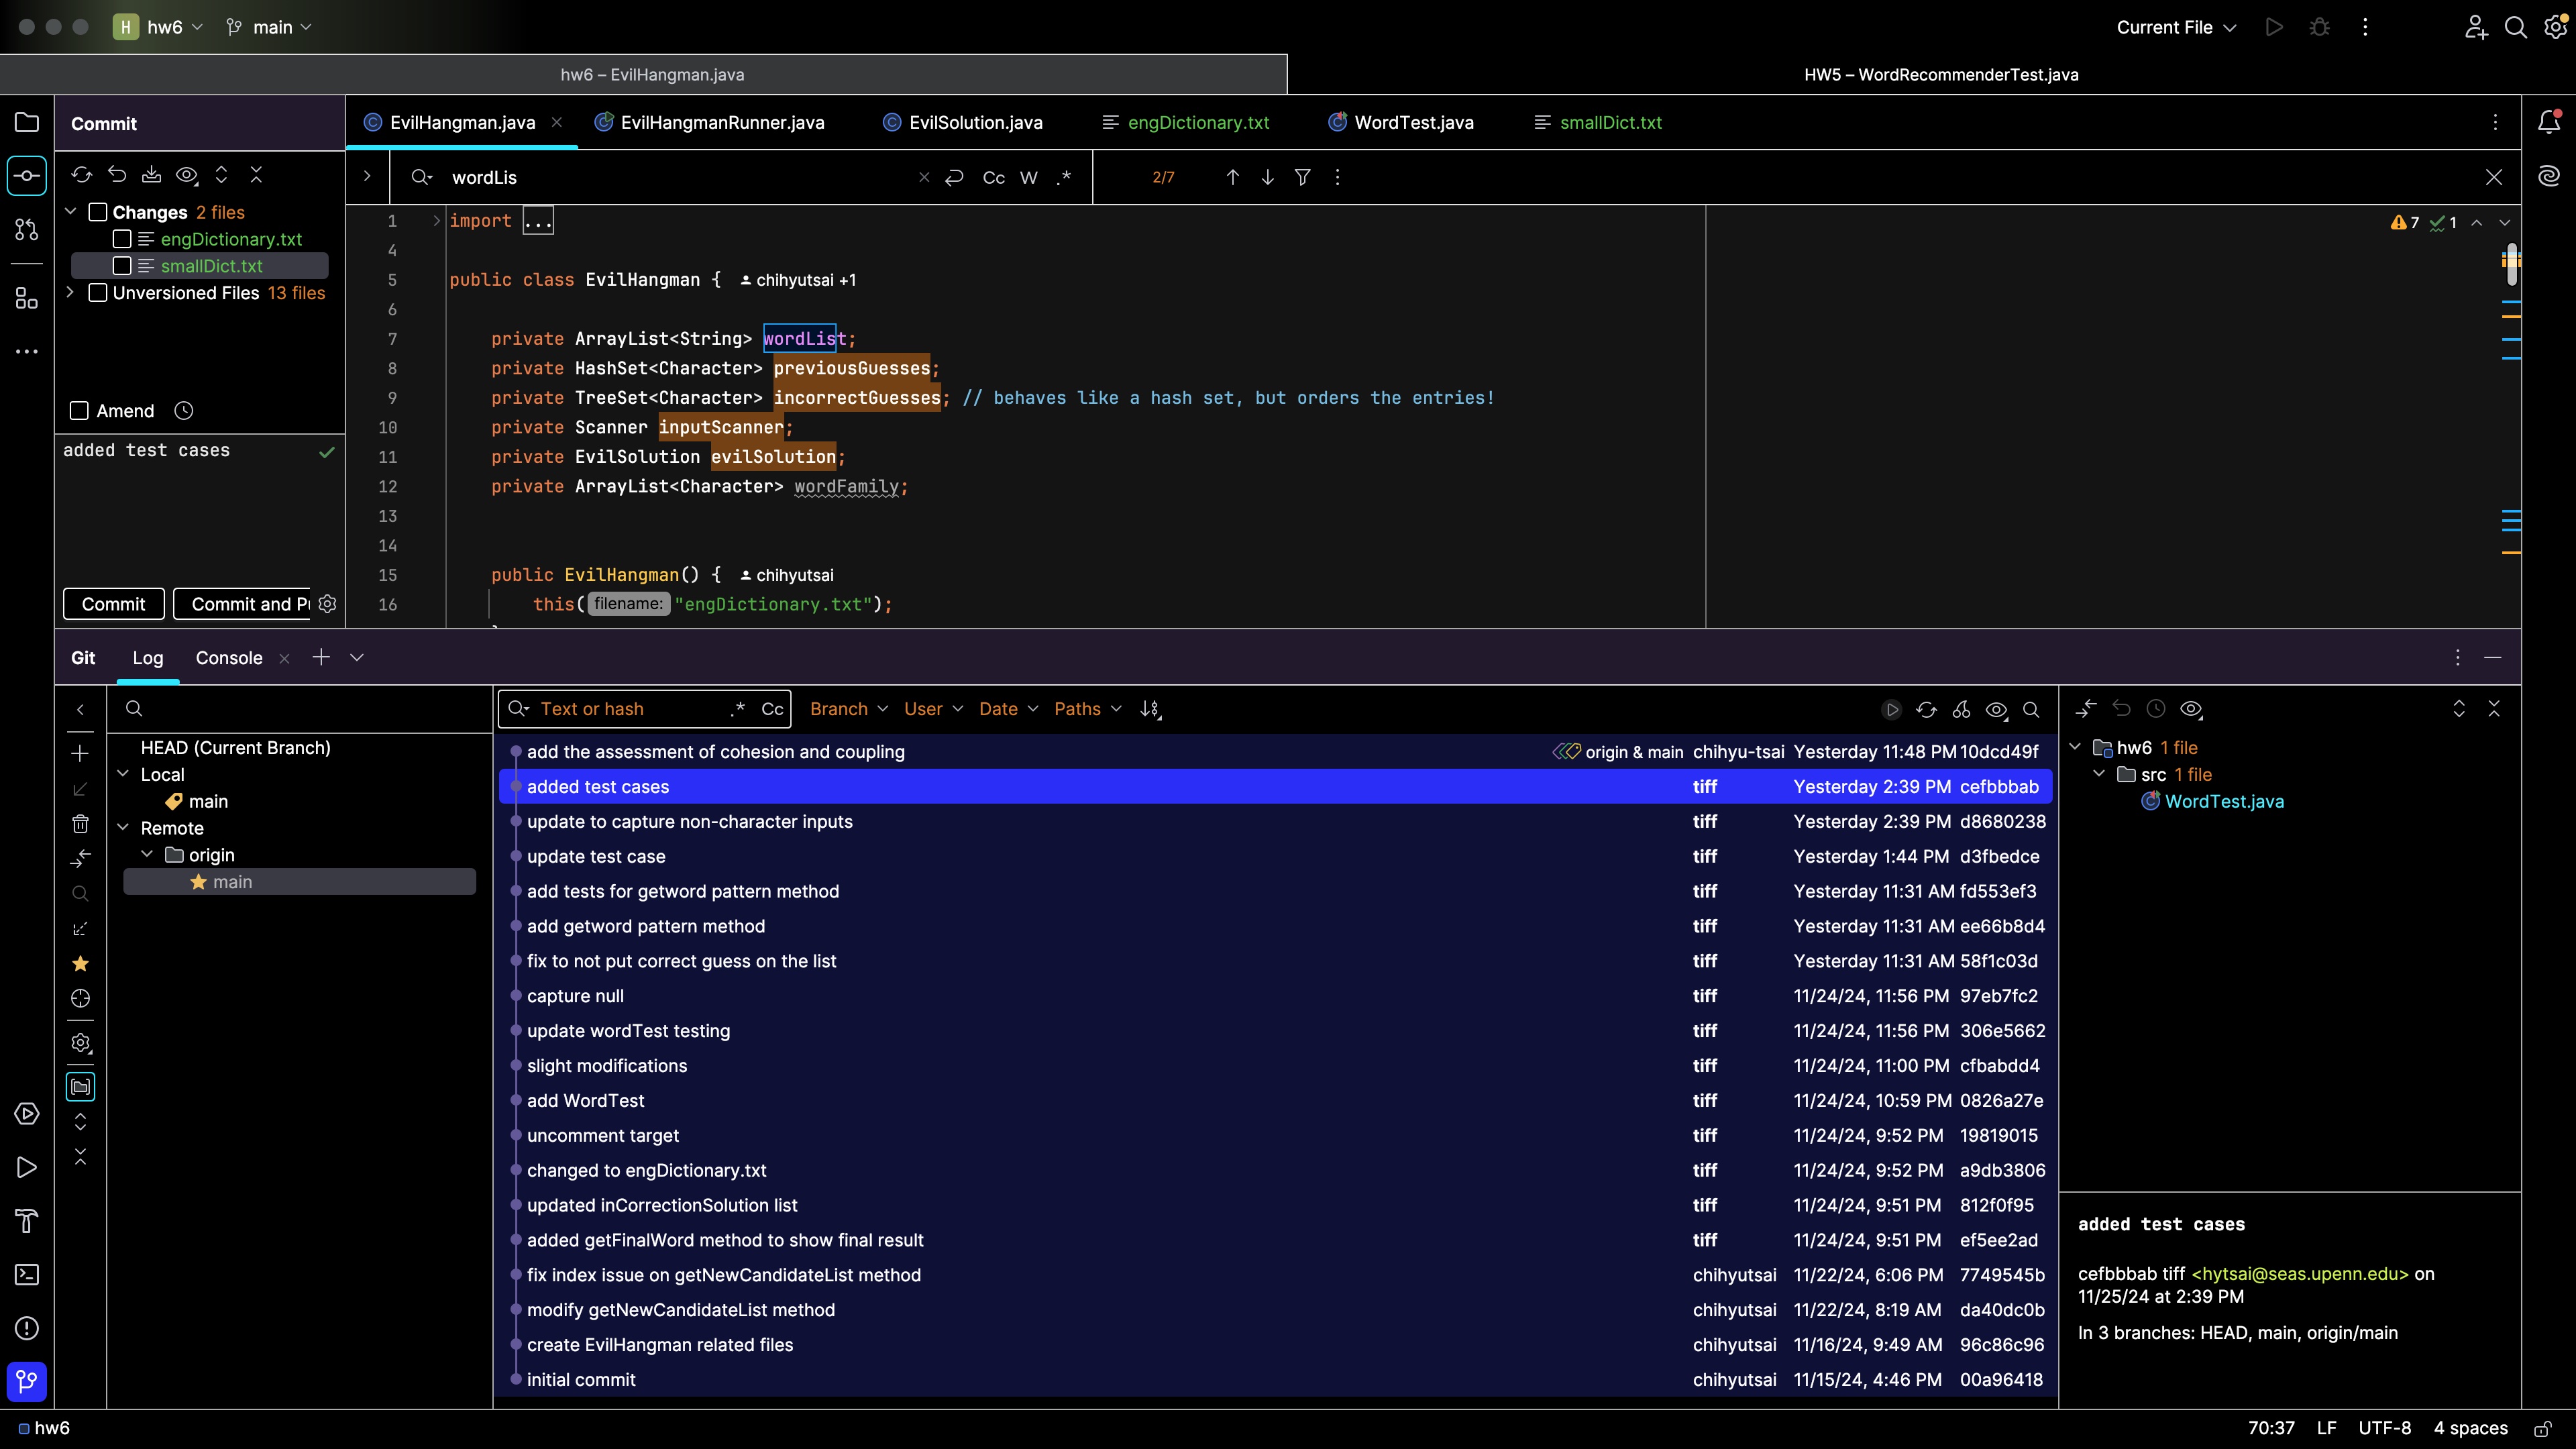 H hw6 main Current File
hw6 – EvilHangman.java HW5 – WordRecommenderTest.java
Commit
EvilHangman.java EvilHangmanRunner.java EvilSolution.java engDictionary.txt WordTest.java smallDict.txt
wordLis Cc W .* 2/7
Changes 2 files
engDictionary.txt
smallDict.txt
Unversioned Files 13 files
Amend
added test cases
Commit Commit and P
1 import ... 7 1
4
5 public class EvilHangman { chihyutsai +1
6
7 private ArrayList<String> wordList;
8 private HashSet<Character> previousGuesses;
9 private TreeSet<Character> incorrectGuesses; // behaves like a hash set, but orders the entries!
10 private Scanner inputScanner;
11 private EvilSolution evilSolution;
12 private ArrayList<Character> wordFamily;
13
14
15 public EvilHangman() { chihyutsai
16 this( filename: "engDictionary.txt");
Git Log Console
Text or hash .* Cc Branch User Date Paths
HEAD (Current Branch)
Local
main
Remote
origin
main
add the assessment of cohesion and coupling origin & main chihyu-tsai Yesterday 11:48 PM 10dcd49f
added test cases tiff Yesterday 2:39 PM cefbbbab
update to capture non-character inputs tiff Yesterday 2:39 PM d8680238
update test case tiff Yesterday 1:44 PM d3fbedce
add tests for getword pattern method tiff Yesterday 11:31 AM fd553ef3
add getword pattern method tiff Yesterday 11:31 AM ee66b8d4
fix to not put correct guess on the list tiff Yesterday 11:31 AM 58f1c03d
capture null tiff 11/24/24, 11:56 PM 97eb7fc2
update wordTest testing tiff 11/24/24, 11:56 PM 306e5662
slight modifications tiff 11/24/24, 11:00 PM cfbabdd4
add WordTest tiff 11/24/24, 10:59 PM 0826a27e
uncomment target tiff 11/24/24, 9:52 PM 19819015
changed to engDictionary.txt tiff 11/24/24, 9:52 PM a9db3806
updated inCorrectionSolution list tiff 11/24/24, 9:51 PM 812f0f95
added getFinalWord method to show final result tiff 11/24/24, 9:51 PM ef5ee2ad
fix index issue on getNewCandidateList method chihyutsai 11/22/24, 6:06 PM 7749545b
modify getNewCandidateList method chihyutsai 11/22/24, 8:19 AM da40dc0b
create EvilHangman related files chihyutsai 11/16/24, 9:49 AM 96c86c96
initial commit chihyutsai 11/15/24, 4:46 PM 00a96418
hw6 1 file
src 1 file
WordTest.java
added test cases
cefbbbab tiff <hytsai@seas.upenn.edu> on
11/25/24 at 2:39 PM
In 3 branches: HEAD, main, origin/main
hw6 70:37 LF UTF-8 4 spaces